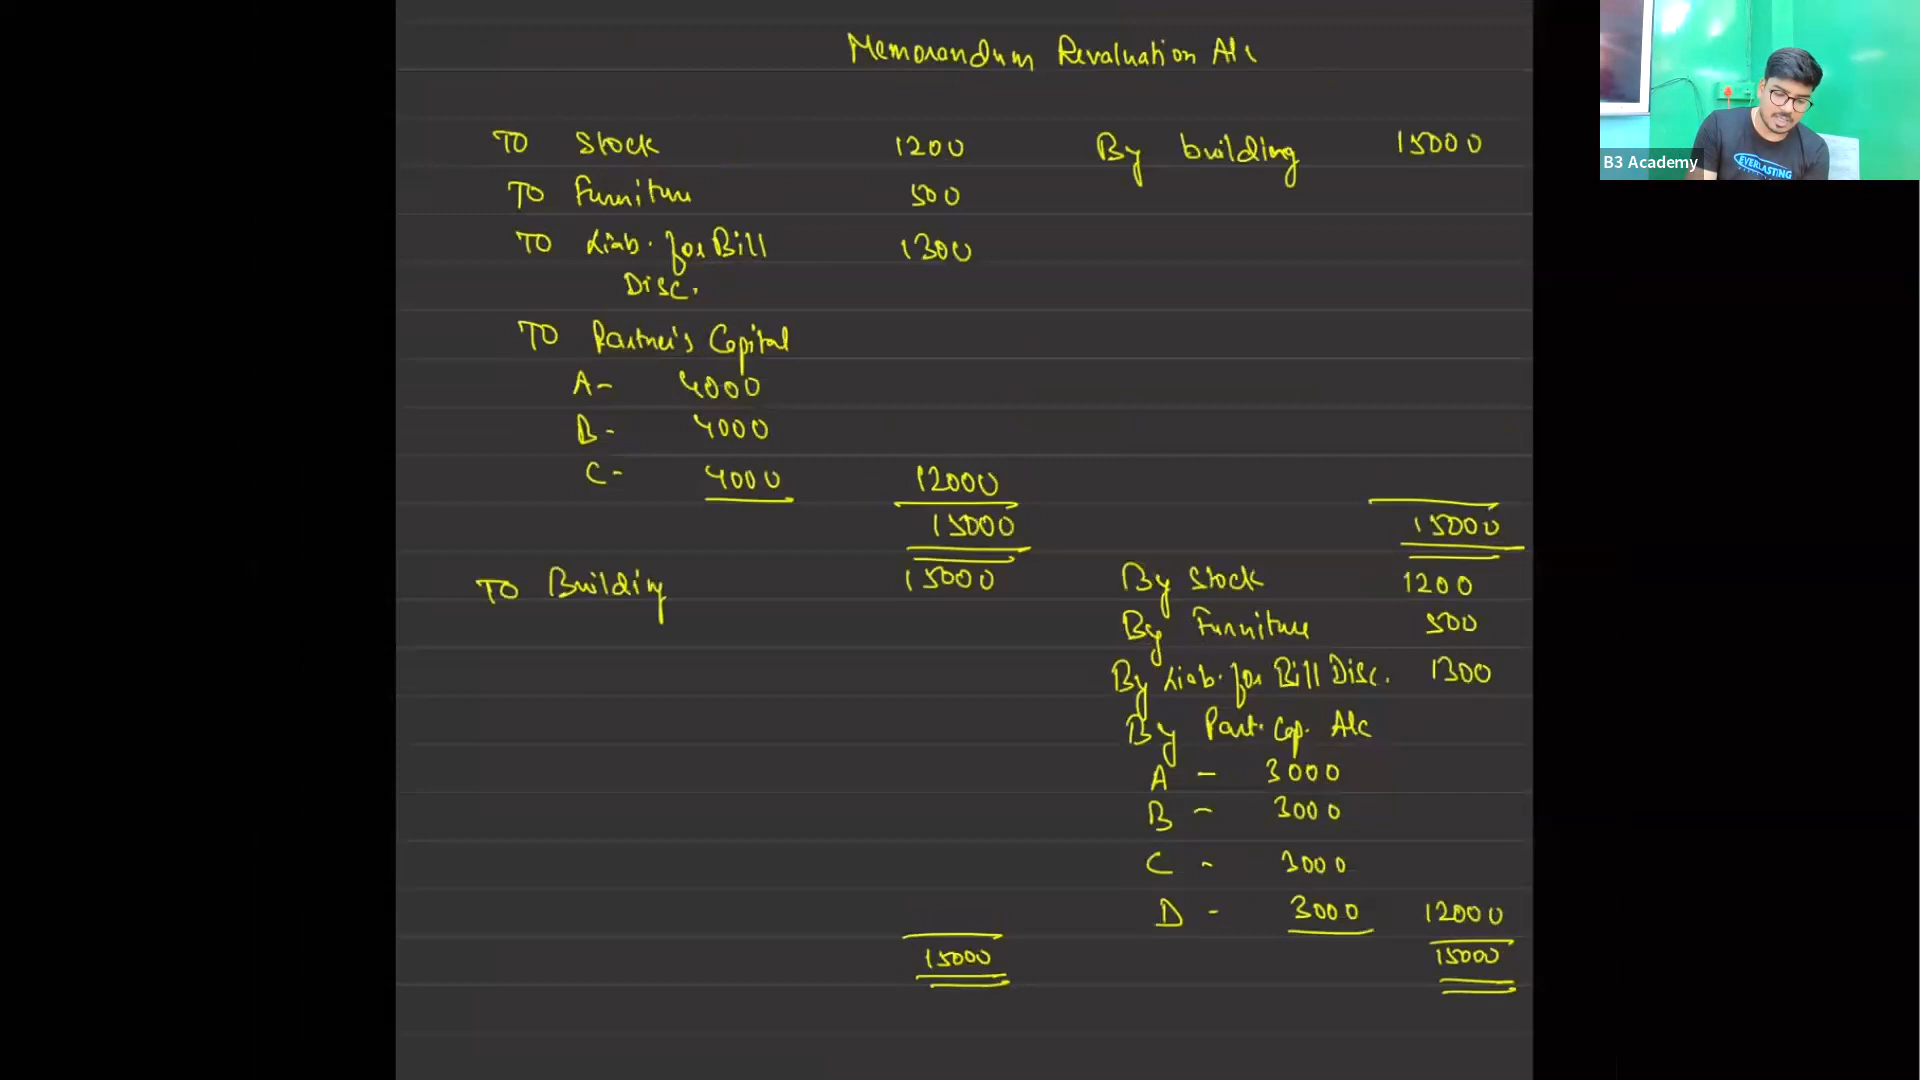 Memorandum Revaluation A/c
To Stock 1200 By building 15000
To Furniture 500
To Liab. for Bill 1300
Disc.
To Partner's Capital
A- 4000
B- 4000
C- 4000 12000
15000 15000
To Building 15000 By Stock 1200
By Furniture 500
By Liab. for Bill Disc. 1300
By Part. Cap. A/c
A - 3000
B - 3000
C - 3000
D - 3000 12000
15000 15000
B3 Academy
EVERLASTING